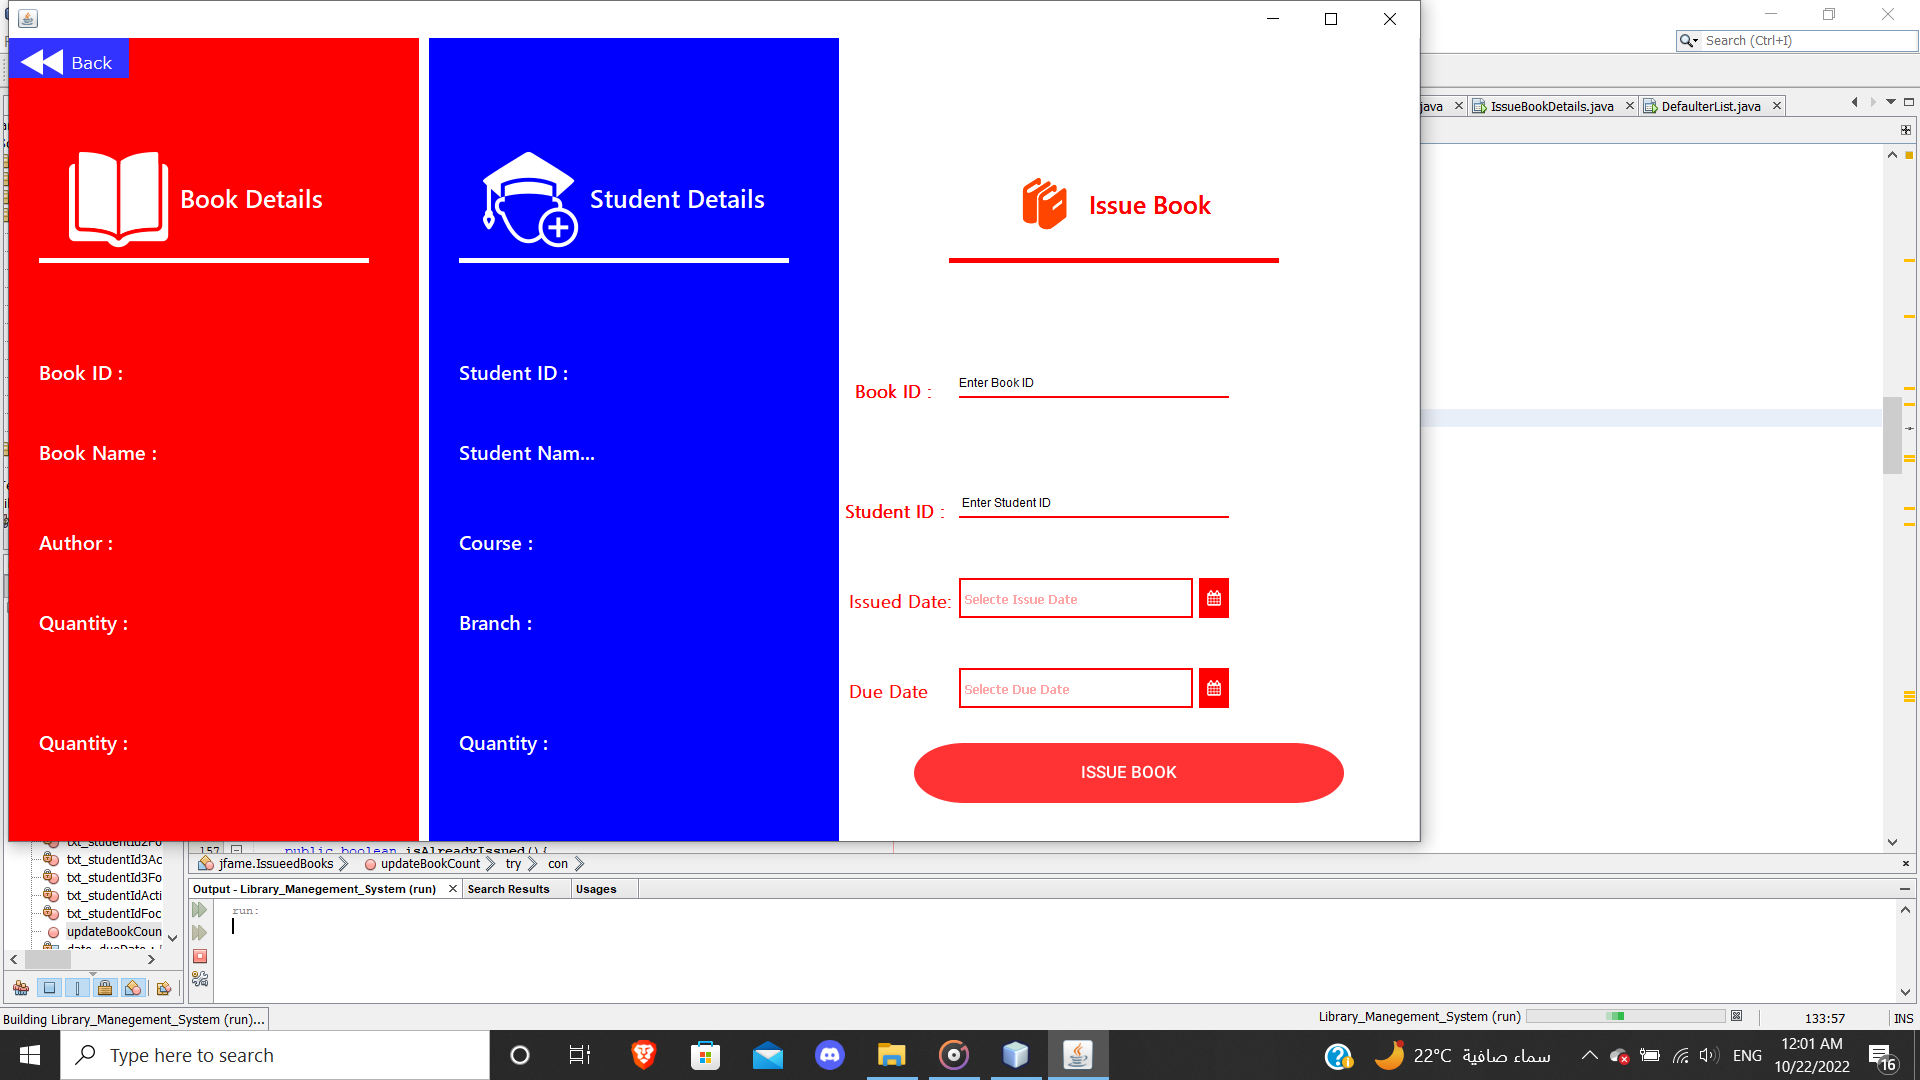 Back
Book Details
Book ID :
Book Name :
Author :
Quantity :
Quantity :
Student Details
Student ID :
Student Nam...
Course :
Branch :
Quantity :
Issue Book
Book ID :
Enter Book ID
Student ID :
Enter Student ID
Issued Date:
Selecte Issue Date
Due Date
Selecte Due Date
ISSUE BOOK
Search (Ctrl+I)
java
IssueBookDetails.java
DefaulterList.java
txt_studentId3Ac
txt_studentId3Fo
txt_studentIdActi
txt_studentIdFoc
updateBookCoun
157
public boolean isAlreadyIssued(){
jfame.IssueedBooks
updateBookCount
try
con
Output - Library_Manegement_System (run)
Search Results
Usages
run:
Building Library_Manegement_System (run)...
Library_Manegement_System (run)
133:57
INS
Type here to search
22°C سماء صافية
ENG
12:01 AM
10/22/2022
16